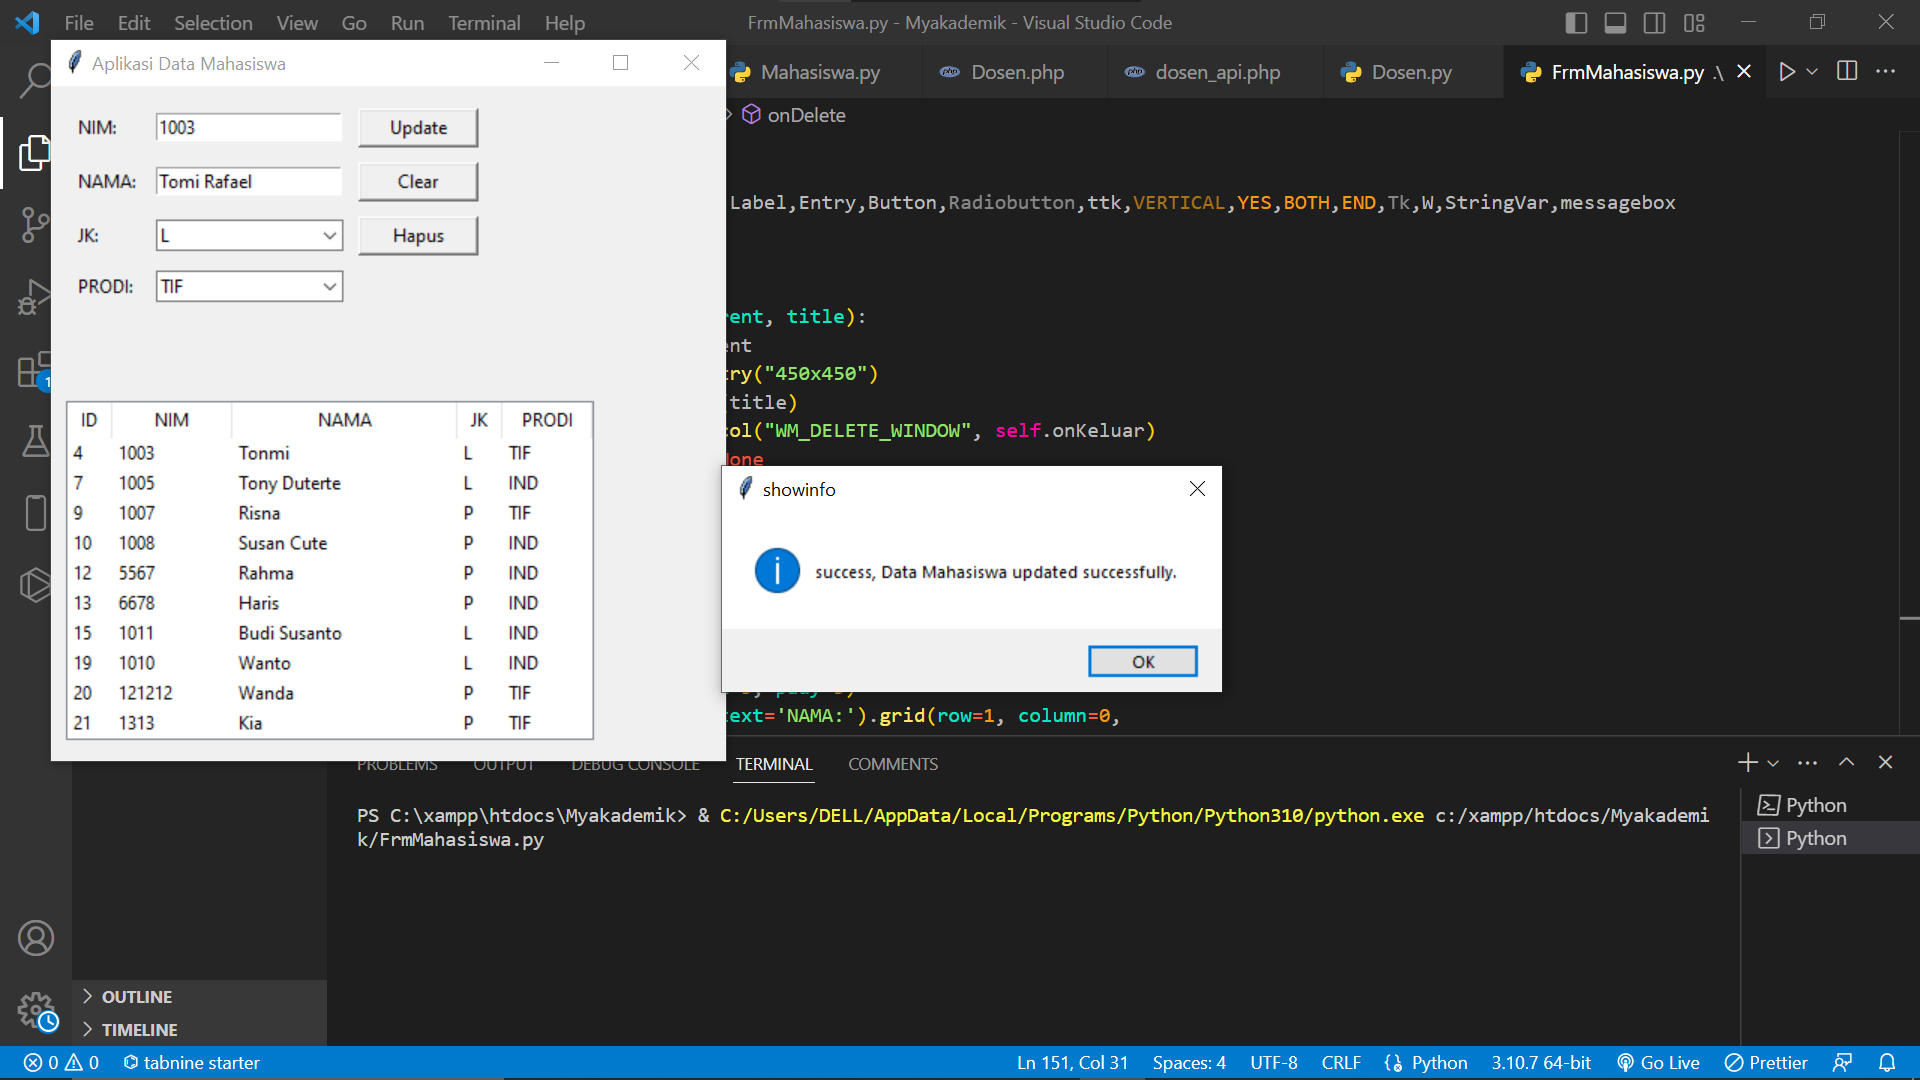 File Edit Selection View Go Run Terminal Help
FrmMahasiswa.py - Myakademik - Visual Studio Code
Aplikasi Data Mahasiswa
Mahasiswa.py Dosen.php dosen_api.php Dosen.py FrmMahasiswa.py .\
onDelete
NIM: 1003 Update
NAMA: Tomi Rafael Clear
JK: L Hapus
PRODI: TIF
Label,Entry,Button,Radiobutton,ttk,VERTICAL,YES,BOTH,END,Tk,W,StringVar,messagebox
ent, title):
nt
ry("450x450")
title)
ol("WM_DELETE_WINDOW", self.onKeluar)
one
ID NIM NAMA JK PRODI
4 1003 Tonmi L TIF
7 1005 Tony Duterte L IND
9 1007 Risna P TIF
10 1008 Susan Cute P IND
12 5567 Rahma P IND
13 6678 Haris P IND
15 1011 Budi Susanto L IND
19 1010 Wanto L IND
20 121212 Wanda P TIF
21 1313 Kia P TIF
showinfo
success, Data Mahasiswa updated successfully.
OK
ext='NAMA:').grid(row=1, column=0,
PROBLEMS OUTPUT DEBUG CONSOLE TERMINAL COMMENTS
PS C:\xampp\htdocs\Myakademik> & C:/Users/DELL/AppData/Local/Programs/Python/Python310/python.exe c:/xampp/htdocs/Myakademi
k/FrmMahasiswa.py
Python
Python
1
OUTLINE
TIMELINE
0 0 tabnine starter
Ln 151, Col 31 Spaces: 4 UTF-8 CRLF Python 3.10.7 64-bit Go Live Prettier